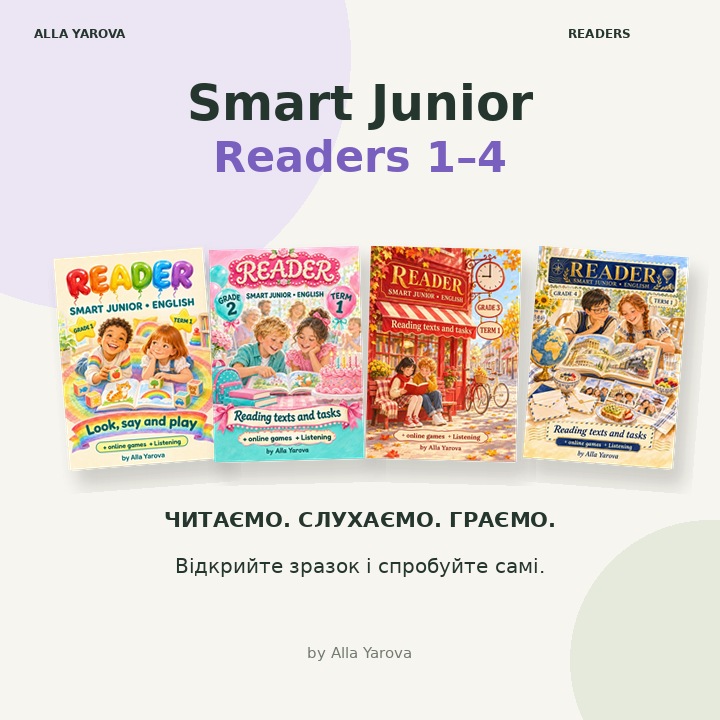 ALLA YAROVA
READERS
Smart Junior
Readers 1–4
READER
SMART JUNIOR • ENGLISH
GRADE 1
TERM 1
Look, say and play
+ online games + Listening
by Alla Yarova
READER
SMART JUNIOR • ENGLISH
GRADE 2
TERM 1
Reading texts and tasks
+ online games + Listening
by Alla Yarova
READER
SMART JUNIOR • ENGLISH
GRADE 3
TERM 1
Reading texts and tasks
+ online games + Listening
by Alla Yarova
READER
SMART JUNIOR • ENGLISH
GRADE 4
TERM 1
Reading texts and tasks
+ online games + Listening
by Alla Yarova
ЧИТАЄМО. СЛУХАЄМО. ГРАЄМО.
Відкрийте зразок і спробуйте самі.
by Alla Yarova